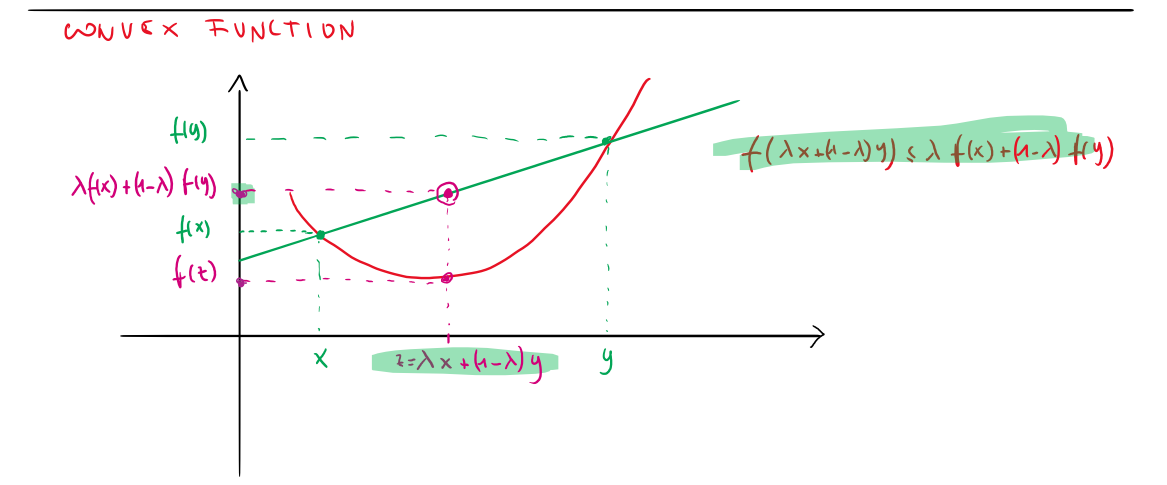 CONVEX FUNCTION
f(y)
f(λx+(1-λ)y) ≤ λ f(x)+(1-λ) f(y)
λf(x)+(1-λ) f(y)
f(x)
f(z)
x
z=λx+(1-λ)y
y